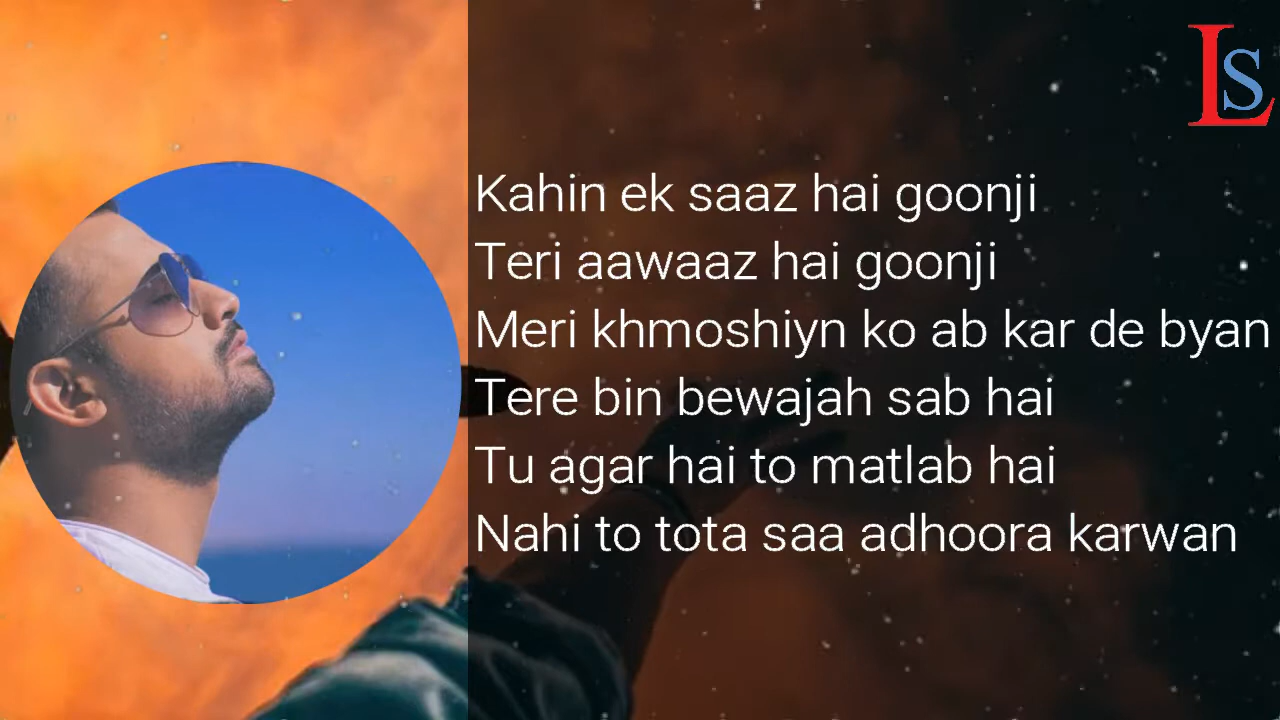 LS
Kahin ek saaz hai goonji
Teri aawaaz hai goonji
Meri khmoshiyn ko ab kar de byan
Tere bin bewajah sab hai
Tu agar hai to matlab hai
Nahi to tota saa adhoora karwan